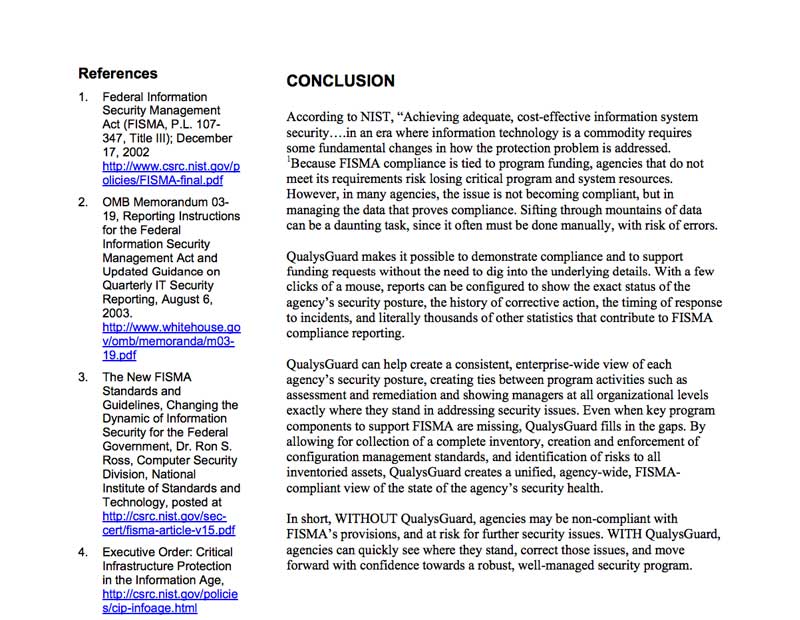 References
1. Federal Information
Security Management
Act (FISMA, P.L. 107-
347, Title III); December
17, 2002
http://www.csrc.nist.gov/p
olicies/FISMA-final.pdf
2. OMB Memorandum 03-
19, Reporting Instructions
for the Federal
Information Security
Management Act and
Updated Guidance on
Quarterly IT Security
Reporting, August 6,
2003.
http://www.whitehouse.go
v/omb/memoranda/m03-
19.pdf
3. The New FISMA
Standards and
Guidelines, Changing the
Dynamic of Information
Security for the Federal
Government, Dr. Ron S.
Ross, Computer Security
Division, National
Institute of Standards and
Technology, posted at
http://csrc.nist.gov/sec-
cert/fisma-article-v15.pdf
4. Executive Order: Critical
Infrastructure Protection
in the Information Age,
http://csrc.nist.gov/policie
s/cip-infoage.html
CONCLUSION
According to NIST, “Achieving adequate, cost-effective information system
security….in an era where information technology is a commodity requires
some fundamental changes in how the protection problem is addressed.
1Because FISMA compliance is tied to program funding, agencies that do not
meet its requirements risk losing critical program and system resources.
However, in many agencies, the issue is not becoming compliant, but in
managing the data that proves compliance. Sifting through mountains of data
can be a daunting task, since it often must be done manually, with risk of errors.
QualysGuard makes it possible to demonstrate compliance and to support
funding requests without the need to dig into the underlying details. With a few
clicks of a mouse, reports can be configured to show the exact status of the
agency’s security posture, the history of corrective action, the timing of response
to incidents, and literally thousands of other statistics that contribute to FISMA
compliance reporting.
QualysGuard can help create a consistent, enterprise-wide view of each
agency’s security posture, creating ties between program activities such as
assessment and remediation and showing managers at all organizational levels
exactly where they stand in addressing security issues. Even when key program
components to support FISMA are missing, QualysGuard fills in the gaps. By
allowing for collection of a complete inventory, creation and enforcement of
configuration management standards, and identification of risks to all
inventoried assets, QualysGuard creates a unified, agency-wide, FISMA-
compliant view of the state of the agency’s security health.
In short, WITHOUT QualysGuard, agencies may be non-compliant with
FISMA’s provisions, and at risk for further security issues. WITH QualysGuard,
agencies can quickly see where they stand, correct those issues, and move
forward with confidence towards a robust, well-managed security program.